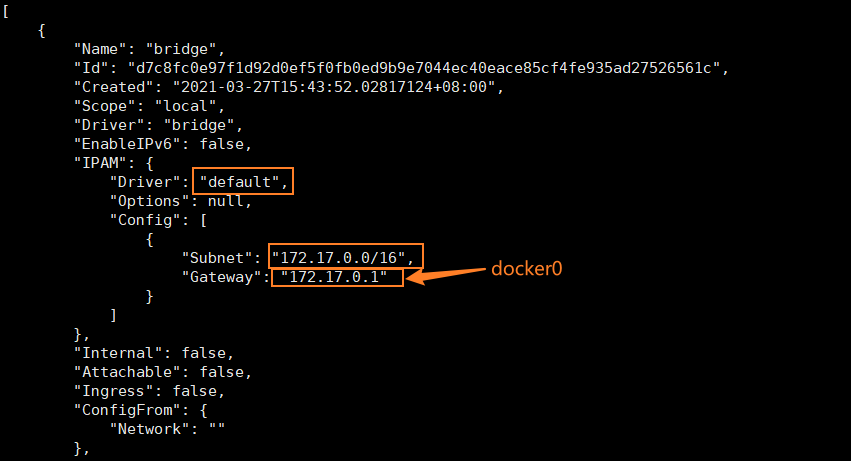 [
    {
        "Name": "bridge",
        "Id": "d7c8fc0e97f1d92d0ef5f0fb0ed9b9e7044ec40eace85cf4fe935ad27526561c",
        "Created": "2021-03-27T15:43:52.02817124+08:00",
        "Scope": "local",
        "Driver": "bridge",
        "EnableIPv6": false,
        "IPAM": {
            "Driver": "default",
            "Options": null,
            "Config": [
                {
                    "Subnet": "172.17.0.0/16",
                    "Gateway": "172.17.0.1" docker0
                }
            ]
        },
        "Internal": false,
        "Attachable": false,
        "Ingress": false,
        "ConfigFrom": {
            "Network": ""
        },